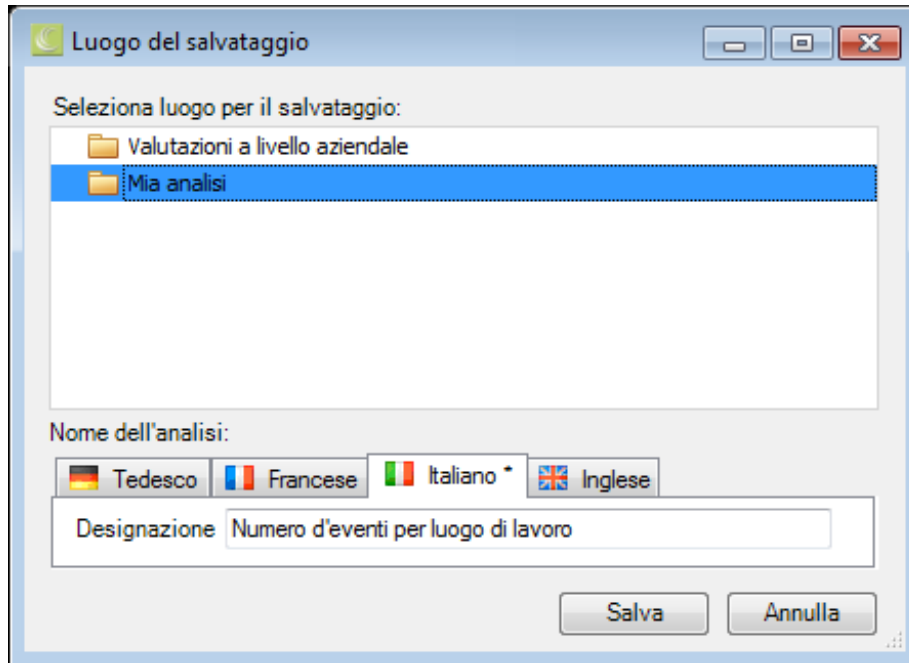 Luogo del salvataggio
Seleziona luogo per il salvataggio:
Valutazioni a livello aziendale
Mia analisi
Nome dell'analisi:
Tedesco Francese Italiano * Inglese
Designazione Numero d'eventi per luogo di lavoro
Salva Annulla